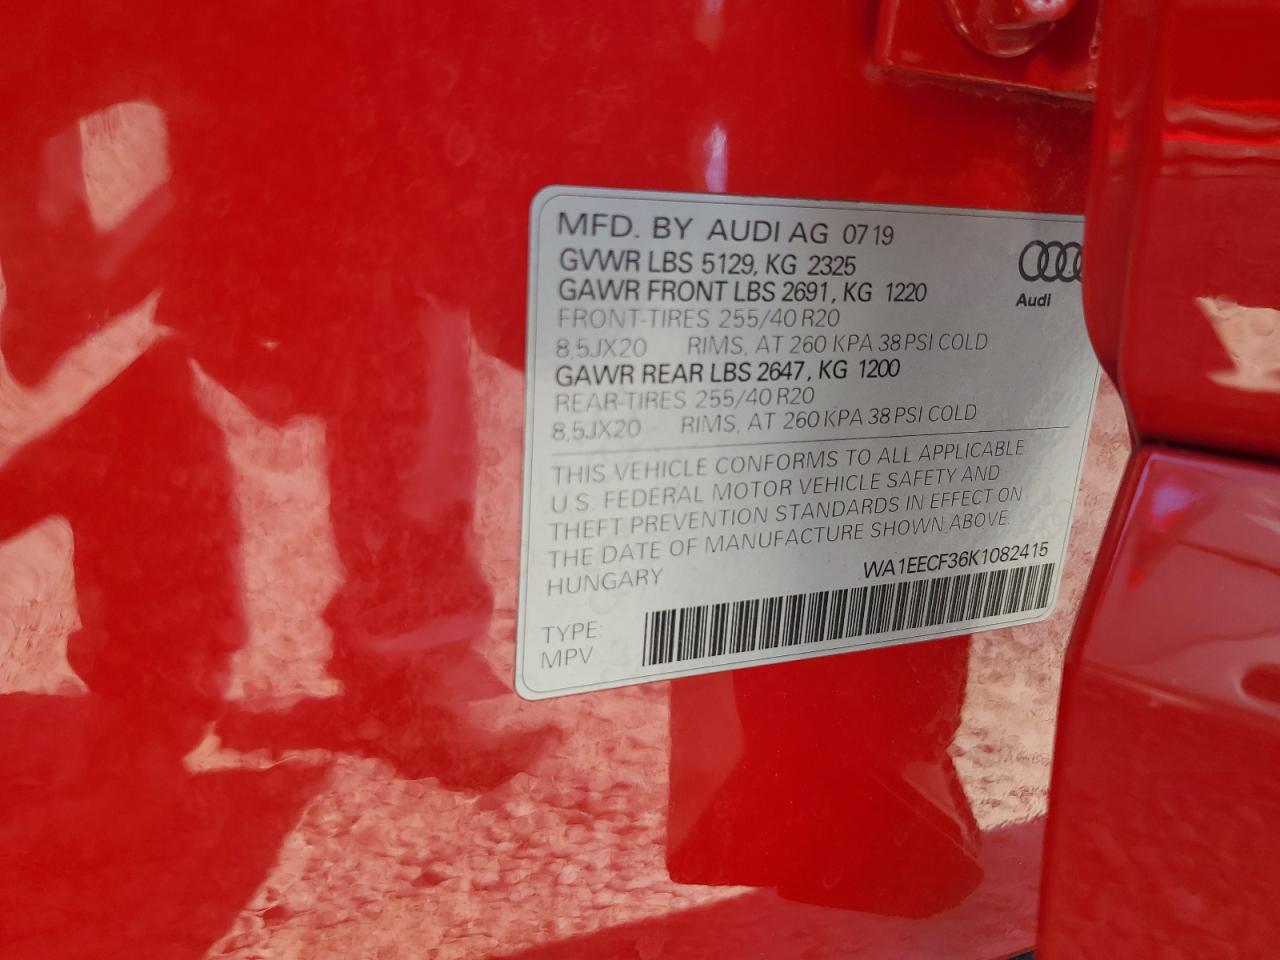 MFD. BY AUDI AG 07 19
GVWR LBS 5129, KG 2325
GAWR FRONT LBS 2691, KG 1220
FRONT-TIRES 255/40 R20
8,5JX20 RIMS, AT 260 KPA 38 PSI COLD
GAWR REAR LBS 2647, KG 1200
REAR-TIRES 255/40 R20
8,5JX20 RIMS, AT 260 KPA 38 PSI COLD
Audi
THIS VEHICLE CONFORMS TO ALL APPLICABLE
U.S. FEDERAL MOTOR VEHICLE SAFETY AND
THEFT PREVENTION STANDARDS IN EFFECT ON
THE DATE OF MANUFACTURE SHOWN ABOVE.
HUNGARY
WA1EECF36K1082415
TYPE:
MPV